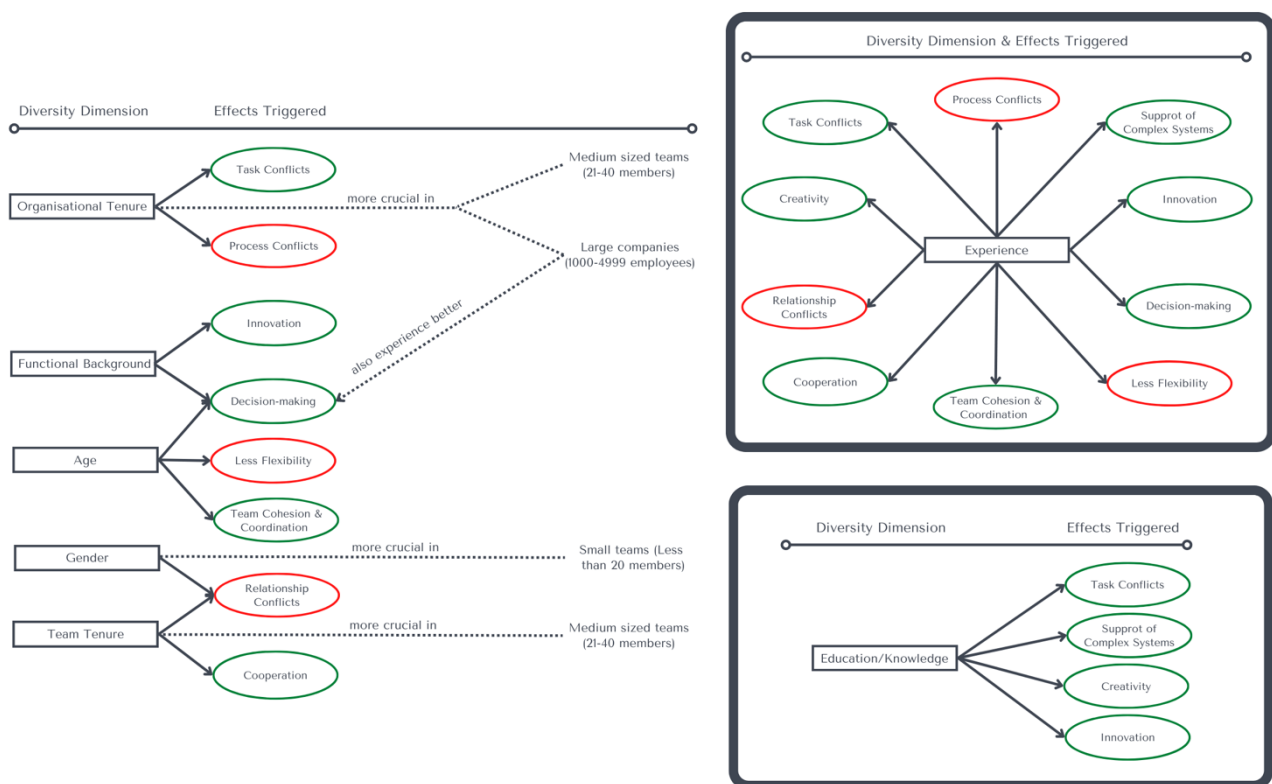 Diversity Dimension
Effects Triggered
Organisational Tenure
Task Conflicts
Process Conflicts
more crucial in
Medium sized teams
(21-40 members)
Large companies
(1000-4999 employees)
also experience better
Functional Background
Innovation
Decision-making
Age
Less Flexibility
Team Cohesion &
Coordination
Gender
more crucial in
Small teams (Less
than 20 members)
Relationship
Conflicts
Team Tenure
more crucial in
Medium sized teams
(21-40 members)
Cooperation
Diversity Dimension & Effects Triggered
Process Conflicts
Task Conflicts
Supprot of
Complex Systems
Creativity
Innovation
Experience
Relationship
Conflicts
Decision-making
Cooperation
Team Cohesion &
Coordination
Less Flexibility
Diversity Dimension
Effects Triggered
Education/Knowledge
Task Conflicts
Supprot of
Complex Systems
Creativity
Innovation